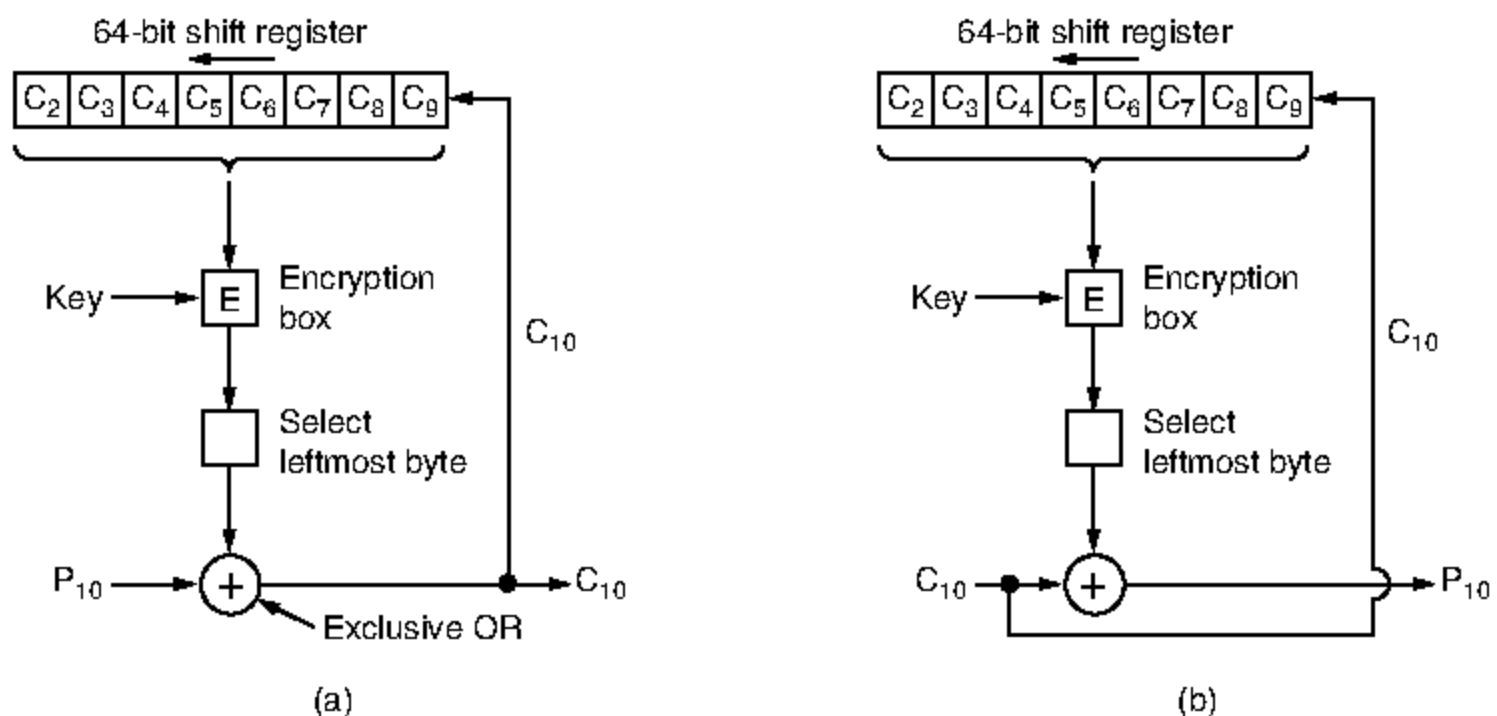 64-bit shift register
C₂ C₃ C₄ C₅ C₆ C₇ C₈ C₉
Key
E
Encryption
box
C₁₀
Select
leftmost byte
P₁₀
+
C₁₀
Exclusive OR
(a)
64-bit shift register
C₂ C₃ C₄ C₅ C₆ C₇ C₈ C₉
Key
E
Encryption
box
C₁₀
Select
leftmost byte
C₁₀
+
P₁₀
(b)